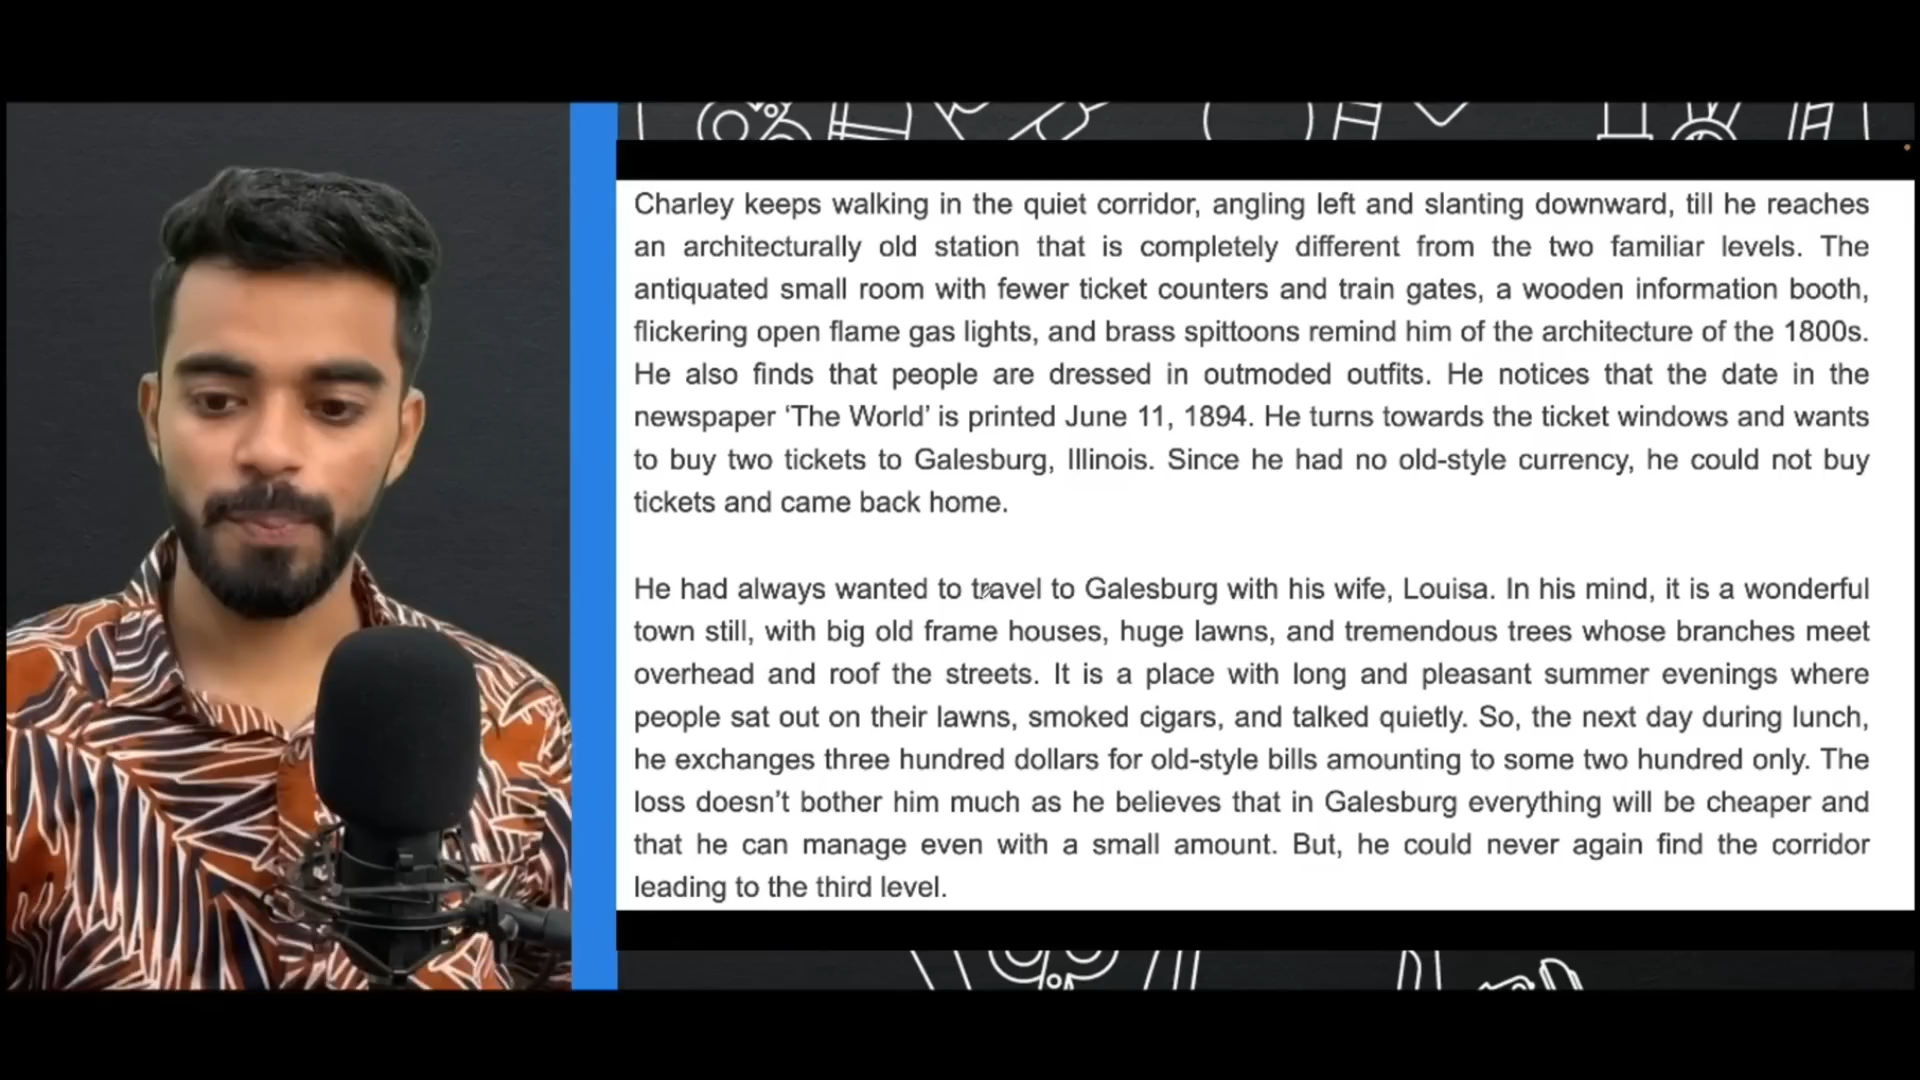 Charley keeps walking in the quiet corridor, angling left and slanting downward, till he reaches
an architecturally old station that is completely different from the two familiar levels. The
antiquated small room with fewer ticket counters and train gates, a wooden information booth,
flickering open flame gas lights, and brass spittoons remind him of the architecture of the 1800s.
He also finds that people are dressed in outmoded outfits. He notices that the date in the
newspaper ‘The World’ is printed June 11, 1894. He turns towards the ticket windows and wants
to buy two tickets to Galesburg, Illinois. Since he had no old-style currency, he could not buy
tickets and came back home.
He had always wanted to travel to Galesburg with his wife, Louisa. In his mind, it is a wonderful
town still, with big old frame houses, huge lawns, and tremendous trees whose branches meet
overhead and roof the streets. It is a place with long and pleasant summer evenings where
people sat out on their lawns, smoked cigars, and talked quietly. So, the next day during lunch,
he exchanges three hundred dollars for old-style bills amounting to some two hundred only. The
loss doesn’t bother him much as he believes that in Galesburg everything will be cheaper and
that he can manage even with a small amount. But, he could never again find the corridor
leading to the third level.